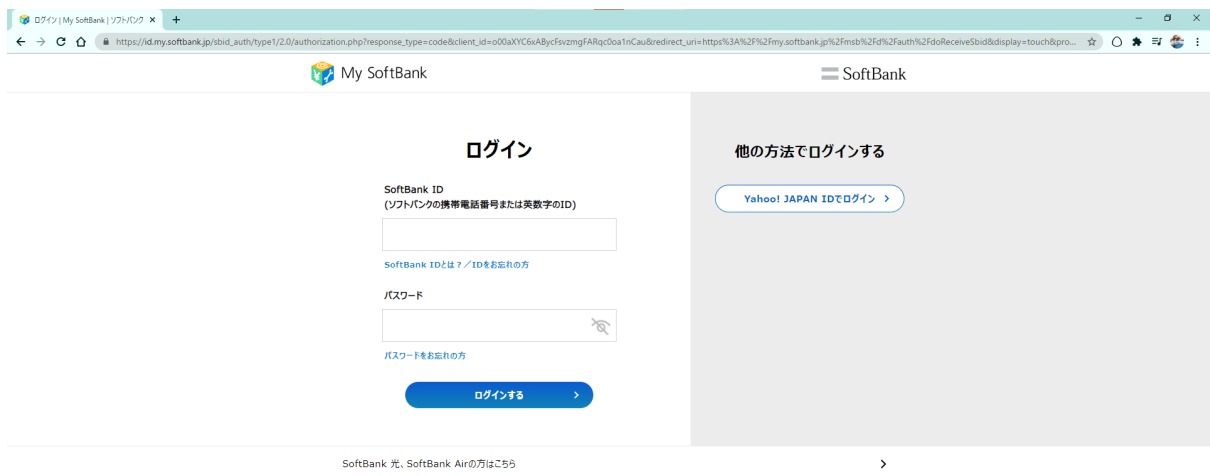 ログイン | My SoftBank | ソフトバンク
https://id.my.softbank.jp/sbid_auth/type1/2.0/authorization.php?response_type=code&client_id=o00aXYC6xABycFsvzmgFARqc0oa1nCau&redirect_uri=https%3A%2F%2Fmy.softbank.jp%2Fmsb%2Fd%2Fauth%2FdoReceiveSbid&display=touch&pro...
My SoftBank
SoftBank
ログイン
SoftBank ID
(ソフトバンクの携帯電話番号または英数字のID)
SoftBank IDとは？／IDをお忘れの方
パスワード
パスワードをお忘れの方
ログインする
他の方法でログインする
Yahoo! JAPAN IDでログイン
SoftBank 光、SoftBank Airの方はこちら